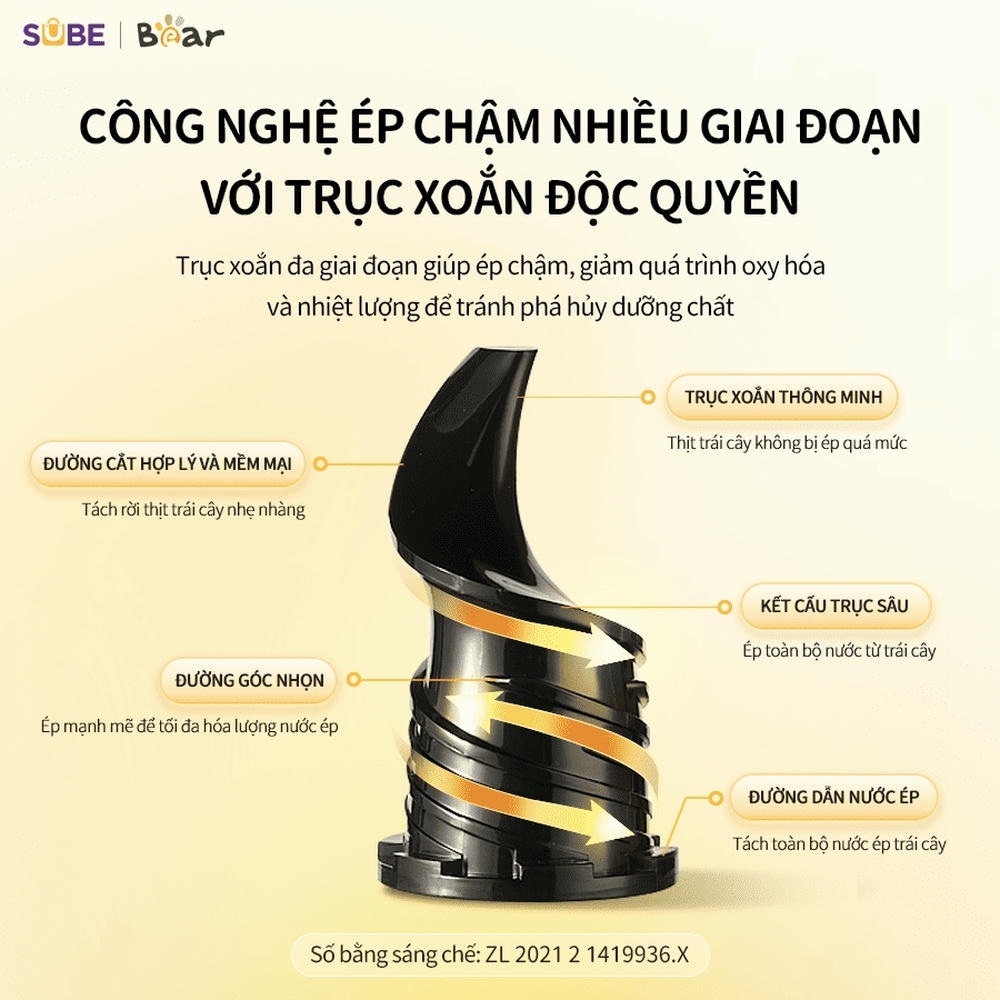 SUBE | Bear
CÔNG NGHỆ ÉP CHẬM NHIỀU GIAI ĐOẠN
VỚI TRỤC XOẮN ĐỘC QUYỀN
Trục xoắn đa giai đoạn giúp ép chậm, giảm quá trình oxy hóa
và nhiệt lượng để tránh phá hủy dưỡng chất
TRỤC XOẮN THÔNG MINH
Thịt trái cây không bị ép quá mức
ĐƯỜNG CẮT HỢP LÝ VÀ MỀM MẠI
Tách rời thịt trái cây nhẹ nhàng
KẾT CẤU TRỤC SÂU
Ép toàn bộ nước từ trái cây
ĐƯỜNG GÓC NHỌN
Ép mạnh mẽ để tối đa hóa lượng nước ép
ĐƯỜNG DẪN NƯỚC ÉP
Tách toàn bộ nước ép trái cây
Số bằng sáng chế: ZL 2021 2 1419936.X